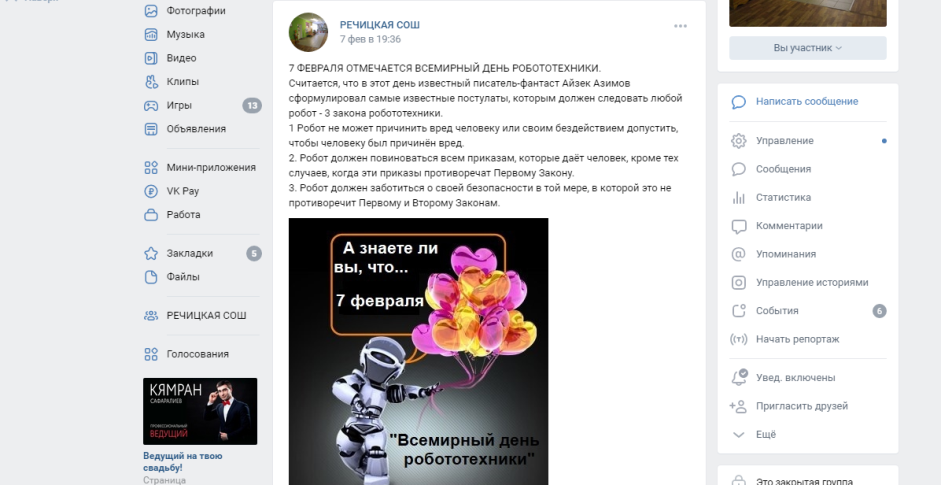 Фотографии
Музыка
Видео
Клипы
Игры
13
Объявления
Мини-приложения
VK Pay
Работа
Закладки
5
Файлы
РЕЧИЦКАЯ СОШ
Голосования
КЯМРАН
САФАРАЛИЕВ
ПРОФЕССИОНАЛЬНЫЙ
ВЕДУЩИЙ
Ведущий на твою
свадьбу!
Страница
РЕЧИЦКАЯ СОШ
7 фев в 19:36
7 ФЕВРАЛЯ ОТМЕЧАЕТСЯ ВСЕМИРНЫЙ ДЕНЬ РОБОТОТЕХНИКИ.
Считается, что в этот день известный писатель-фантаст Айзек Азимов
сформулировал самые известные постулаты, которым должен следовать любой
робот - 3 закона робототехники.
1 Робот не может причинить вред человеку или своим бездействием допустить,
чтобы человеку был причинён вред.
2. Робот должен повиноваться всем приказам, которые даёт человек, кроме тех
случаев, когда эти приказы противоречат Первому Закону.
3. Робот должен заботиться о своей безопасности в той мере, в которой это не
противоречит Первому и Второму Законам.
А знаете ли
вы, что...
7 февраля
"Всемирный день
робототехники"
Вы участник
Написать сообщение
Управление
Сообщения
Статистика
Комментарии
Упоминания
Управление историями
События
6
Начать репортаж
Увед. включены
Пригласить друзей
Ещё
Это закрытая группа